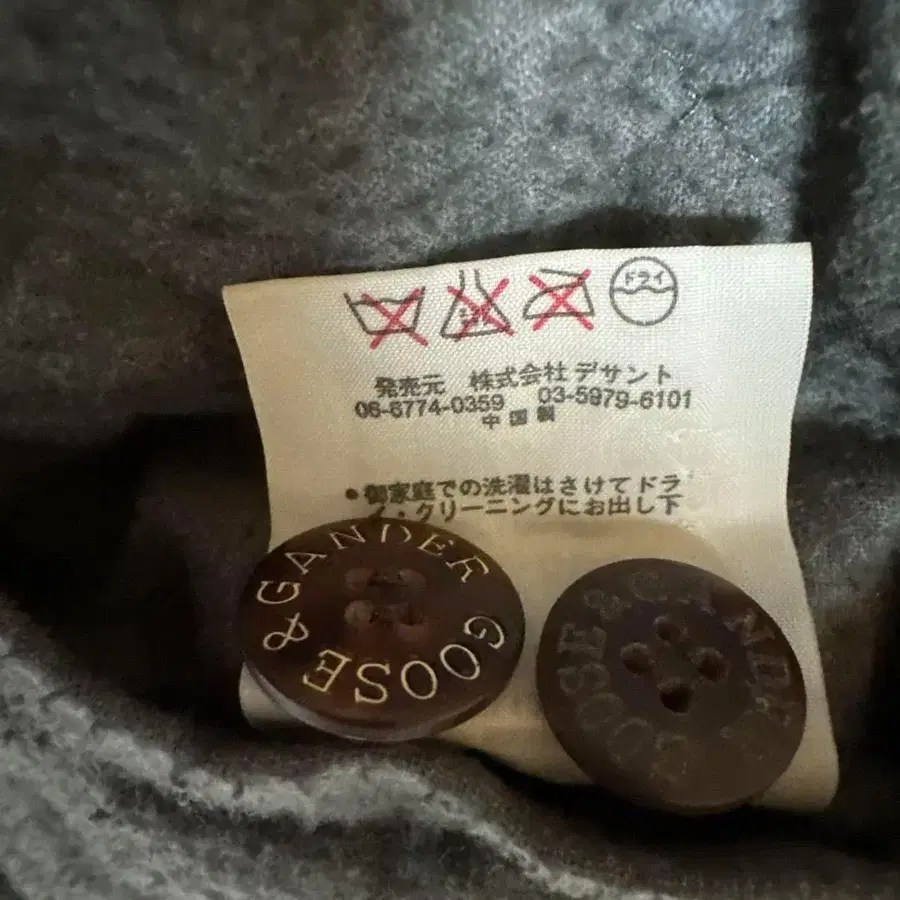 ドライ
発売元 株式会社デサント
06-6774-0359 03-5979-6101
中国製
●御家庭での洗濯はさけてドラ
イ・クリーニングにお出し下
GOOSE & GANDER
GOOSE & GAND